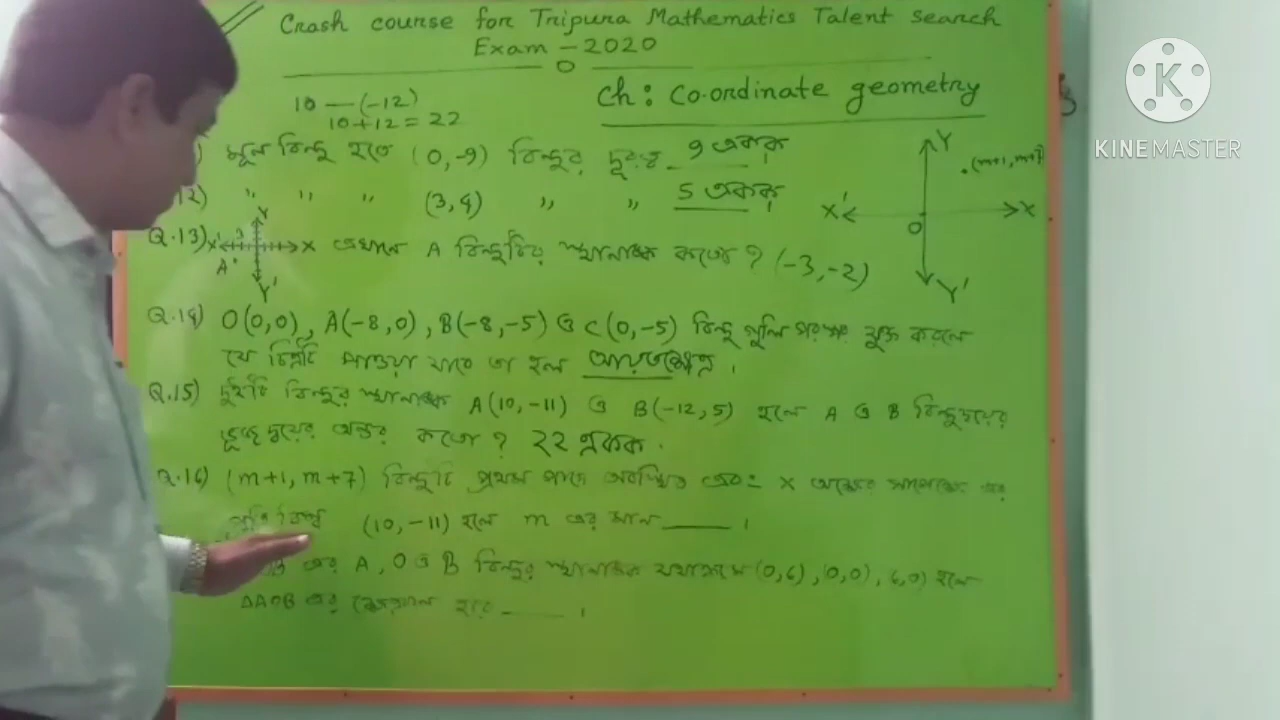 Crash course for Tripura Mathematics Talent search
Exam - 2020
Ch: Co-ordinate geometry
10 — (-12)
10 + 12 = 22
মূল বিন্দু হতে (0, -9) বিন্দুর দূরত্ব 9 একক
12) " " " (3, 4) " " 5 একক
Q.13) X' X Y Y' A এখানে A বিন্দুটির স্থানাঙ্ক কতো ? (-3, -2)
Y (m+1, m+7)
X' O X
Y'
Q.14) O(0,0), A(-8,0), B(-8,-5) ও C(0,-5) বিন্দু গুলি পরস্পর যুক্ত করলে
যে চিত্রটি পাওয়া যাবে তা হল আয়তক্ষেত্র ।
Q.15) দুইটি বিন্দুর স্থানাঙ্ক A(10, -11) ও B(-12, 5) হলে A ও B বিন্দুদ্বয়ের
ভুজদ্বয়ের অন্তর কতো ? 22 একক .
Q.16) (m+1, m+7) বিন্দুটি প্রথম পাদে অবস্থিত এবং X অক্ষের সাপেক্ষে এর
প্রতিবিম্ব (10, -11) হলে m এর মান ____ ।
এর A, O ও B বিন্দুর স্থানাঙ্ক যথাক্রমে (0,6), (0,0), 6,0) হলে
ΔAOB এর ক্ষেত্রফল হবে ____ ।
KINEMASTER